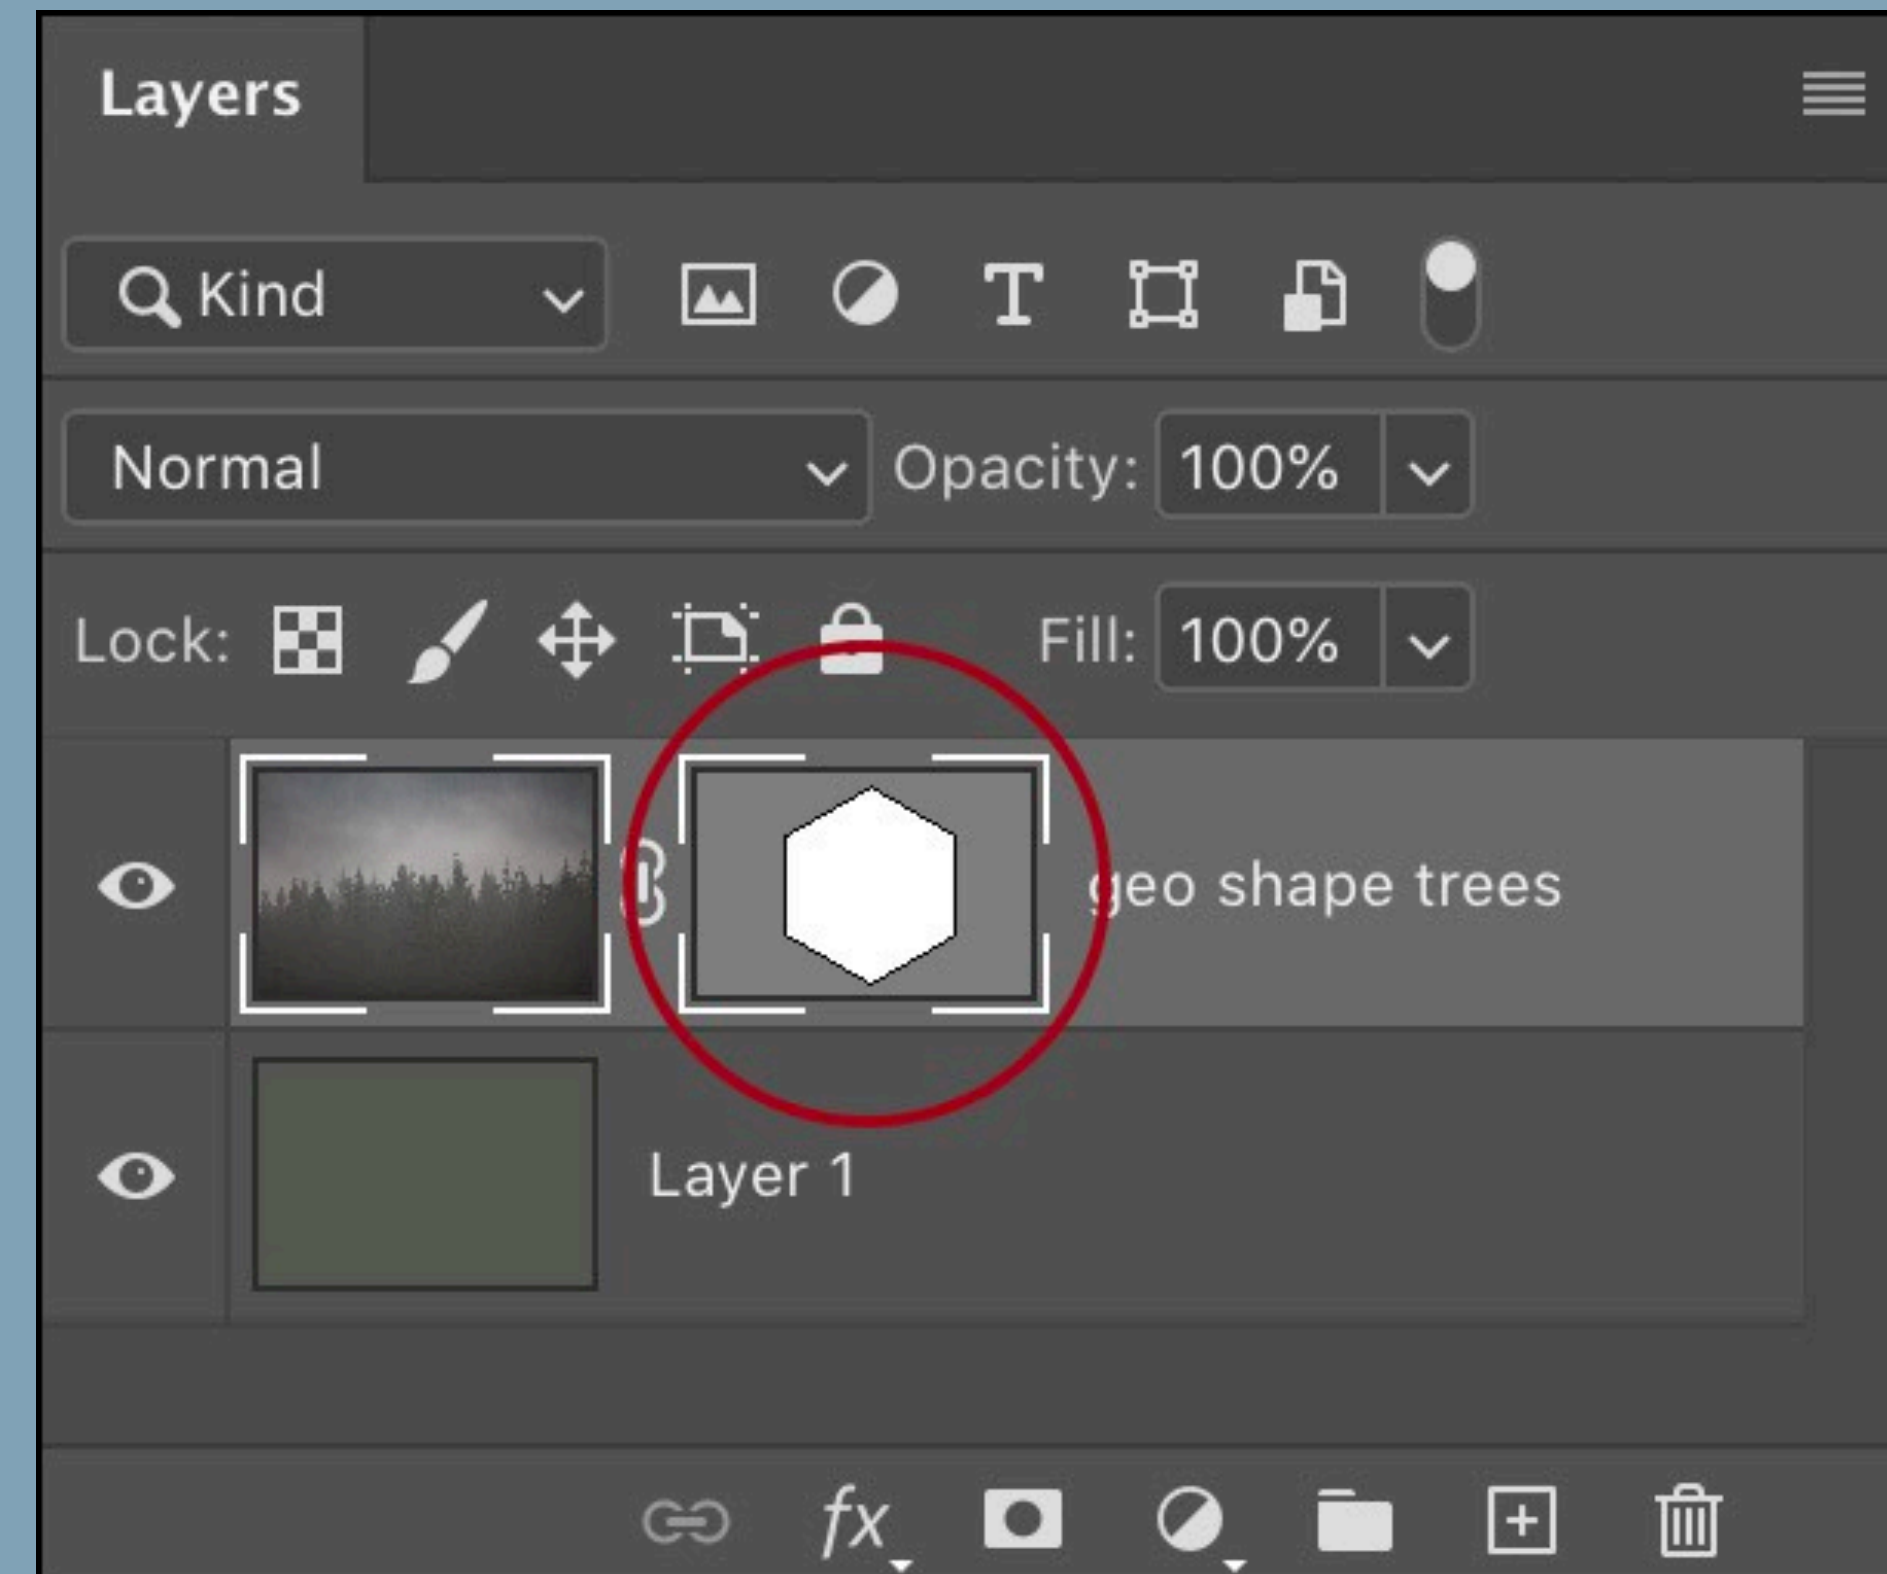 Layers
Kind
Normal Opacity: 100%
Lock: Fill: 100%
geo shape trees
Layer 1
fx